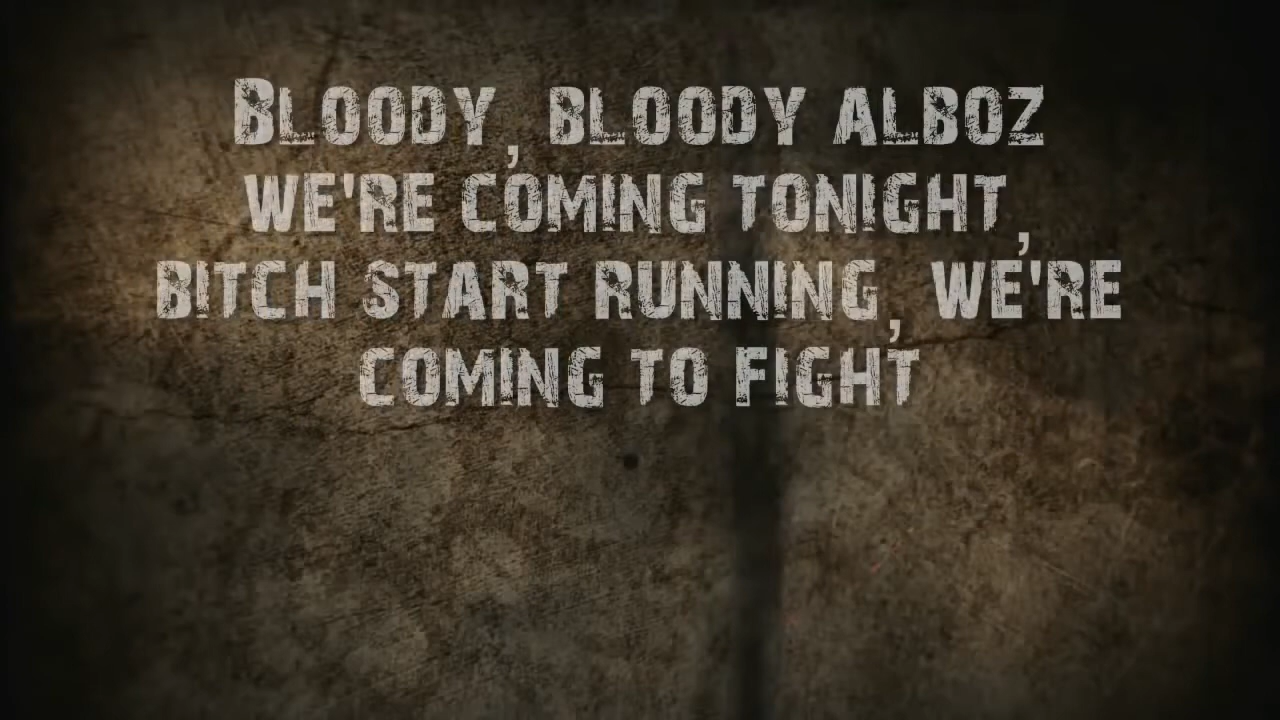 Bloody, bloody Alboz
we're coming tonight,
bitch start running, we're
coming to fight